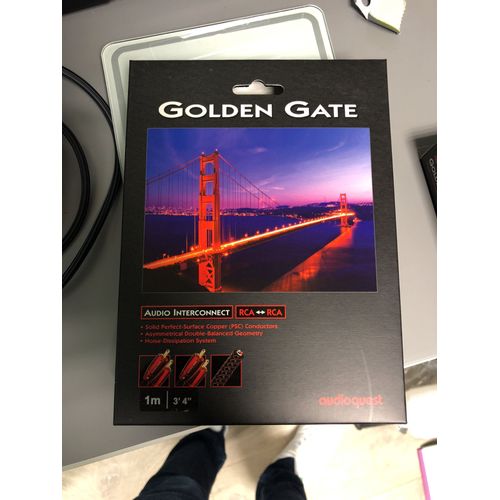 GOLDEN GATE
AUDIO INTERCONNECT RCA ↔ RCA
• Solid Perfect-Surface Copper (PSC) Conductors
• Asymmetrical Double-Balanced Geometry
• Noise-Dissipation System
1m 3' 4"
audioquest